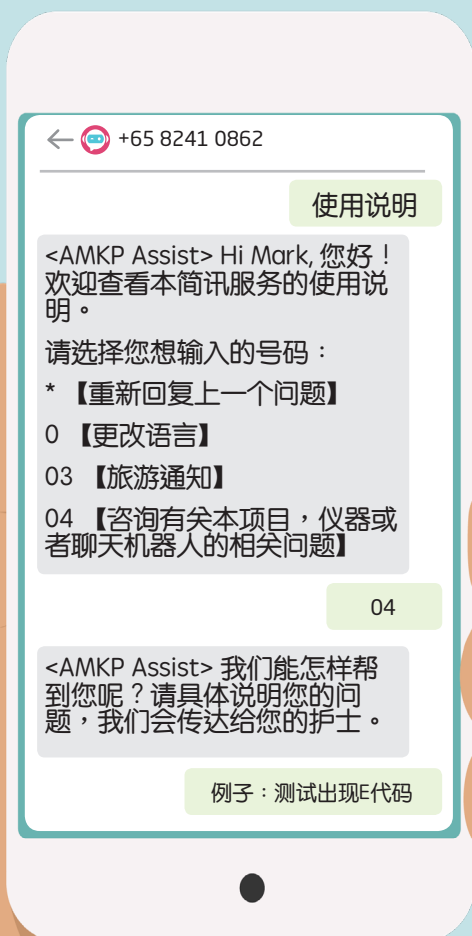 +65 8241 0862
使用说明
<AMKP Assist> Hi Mark, 您好！
欢迎查看本简讯服务的使用说
明。
请选择您想输入的号码：
* 【重新回复上一个问题】
0 【更改语言】
03 【旅游通知】
04 【咨询有关本项目，仪器或
者聊天机器人的相关问题】
04
<AMKP Assist> 我们能怎样帮
到您呢？请具体说明您的问
题，我们会传达给您的护士。
例子：测试出现E代码